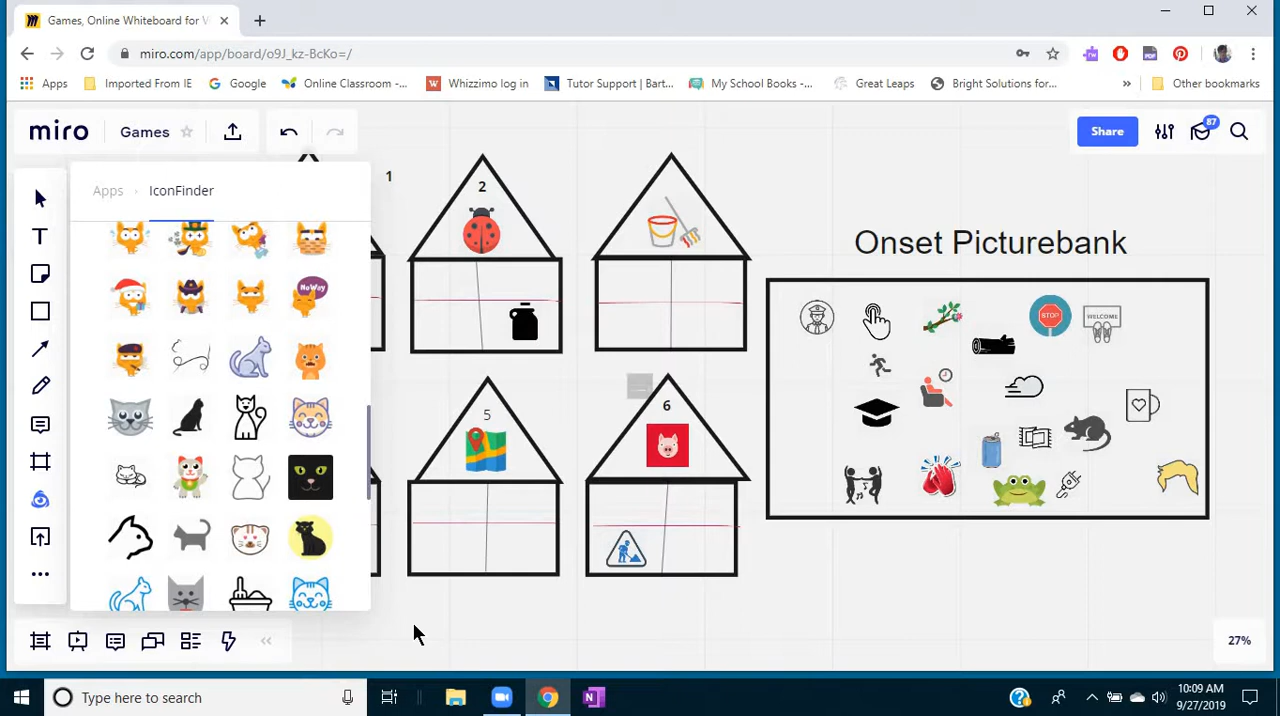 Games, Online Whiteboard for V
miro.com/app/board/o9J_kz-BcKo=/
Apps
Imported From IE
Google
Online Classroom -...
Whizzimo log in
Tutor Support | Bart...
My School Books -...
Great Leaps
Bright Solutions for...
»
Other bookmarks
miro
Games
Share
87
Apps
IconFinder
NoWay
1
2
Onset Picturebank
STOP
WELCOME
5
6
27%
Type here to search
10:09 AM
9/27/2019